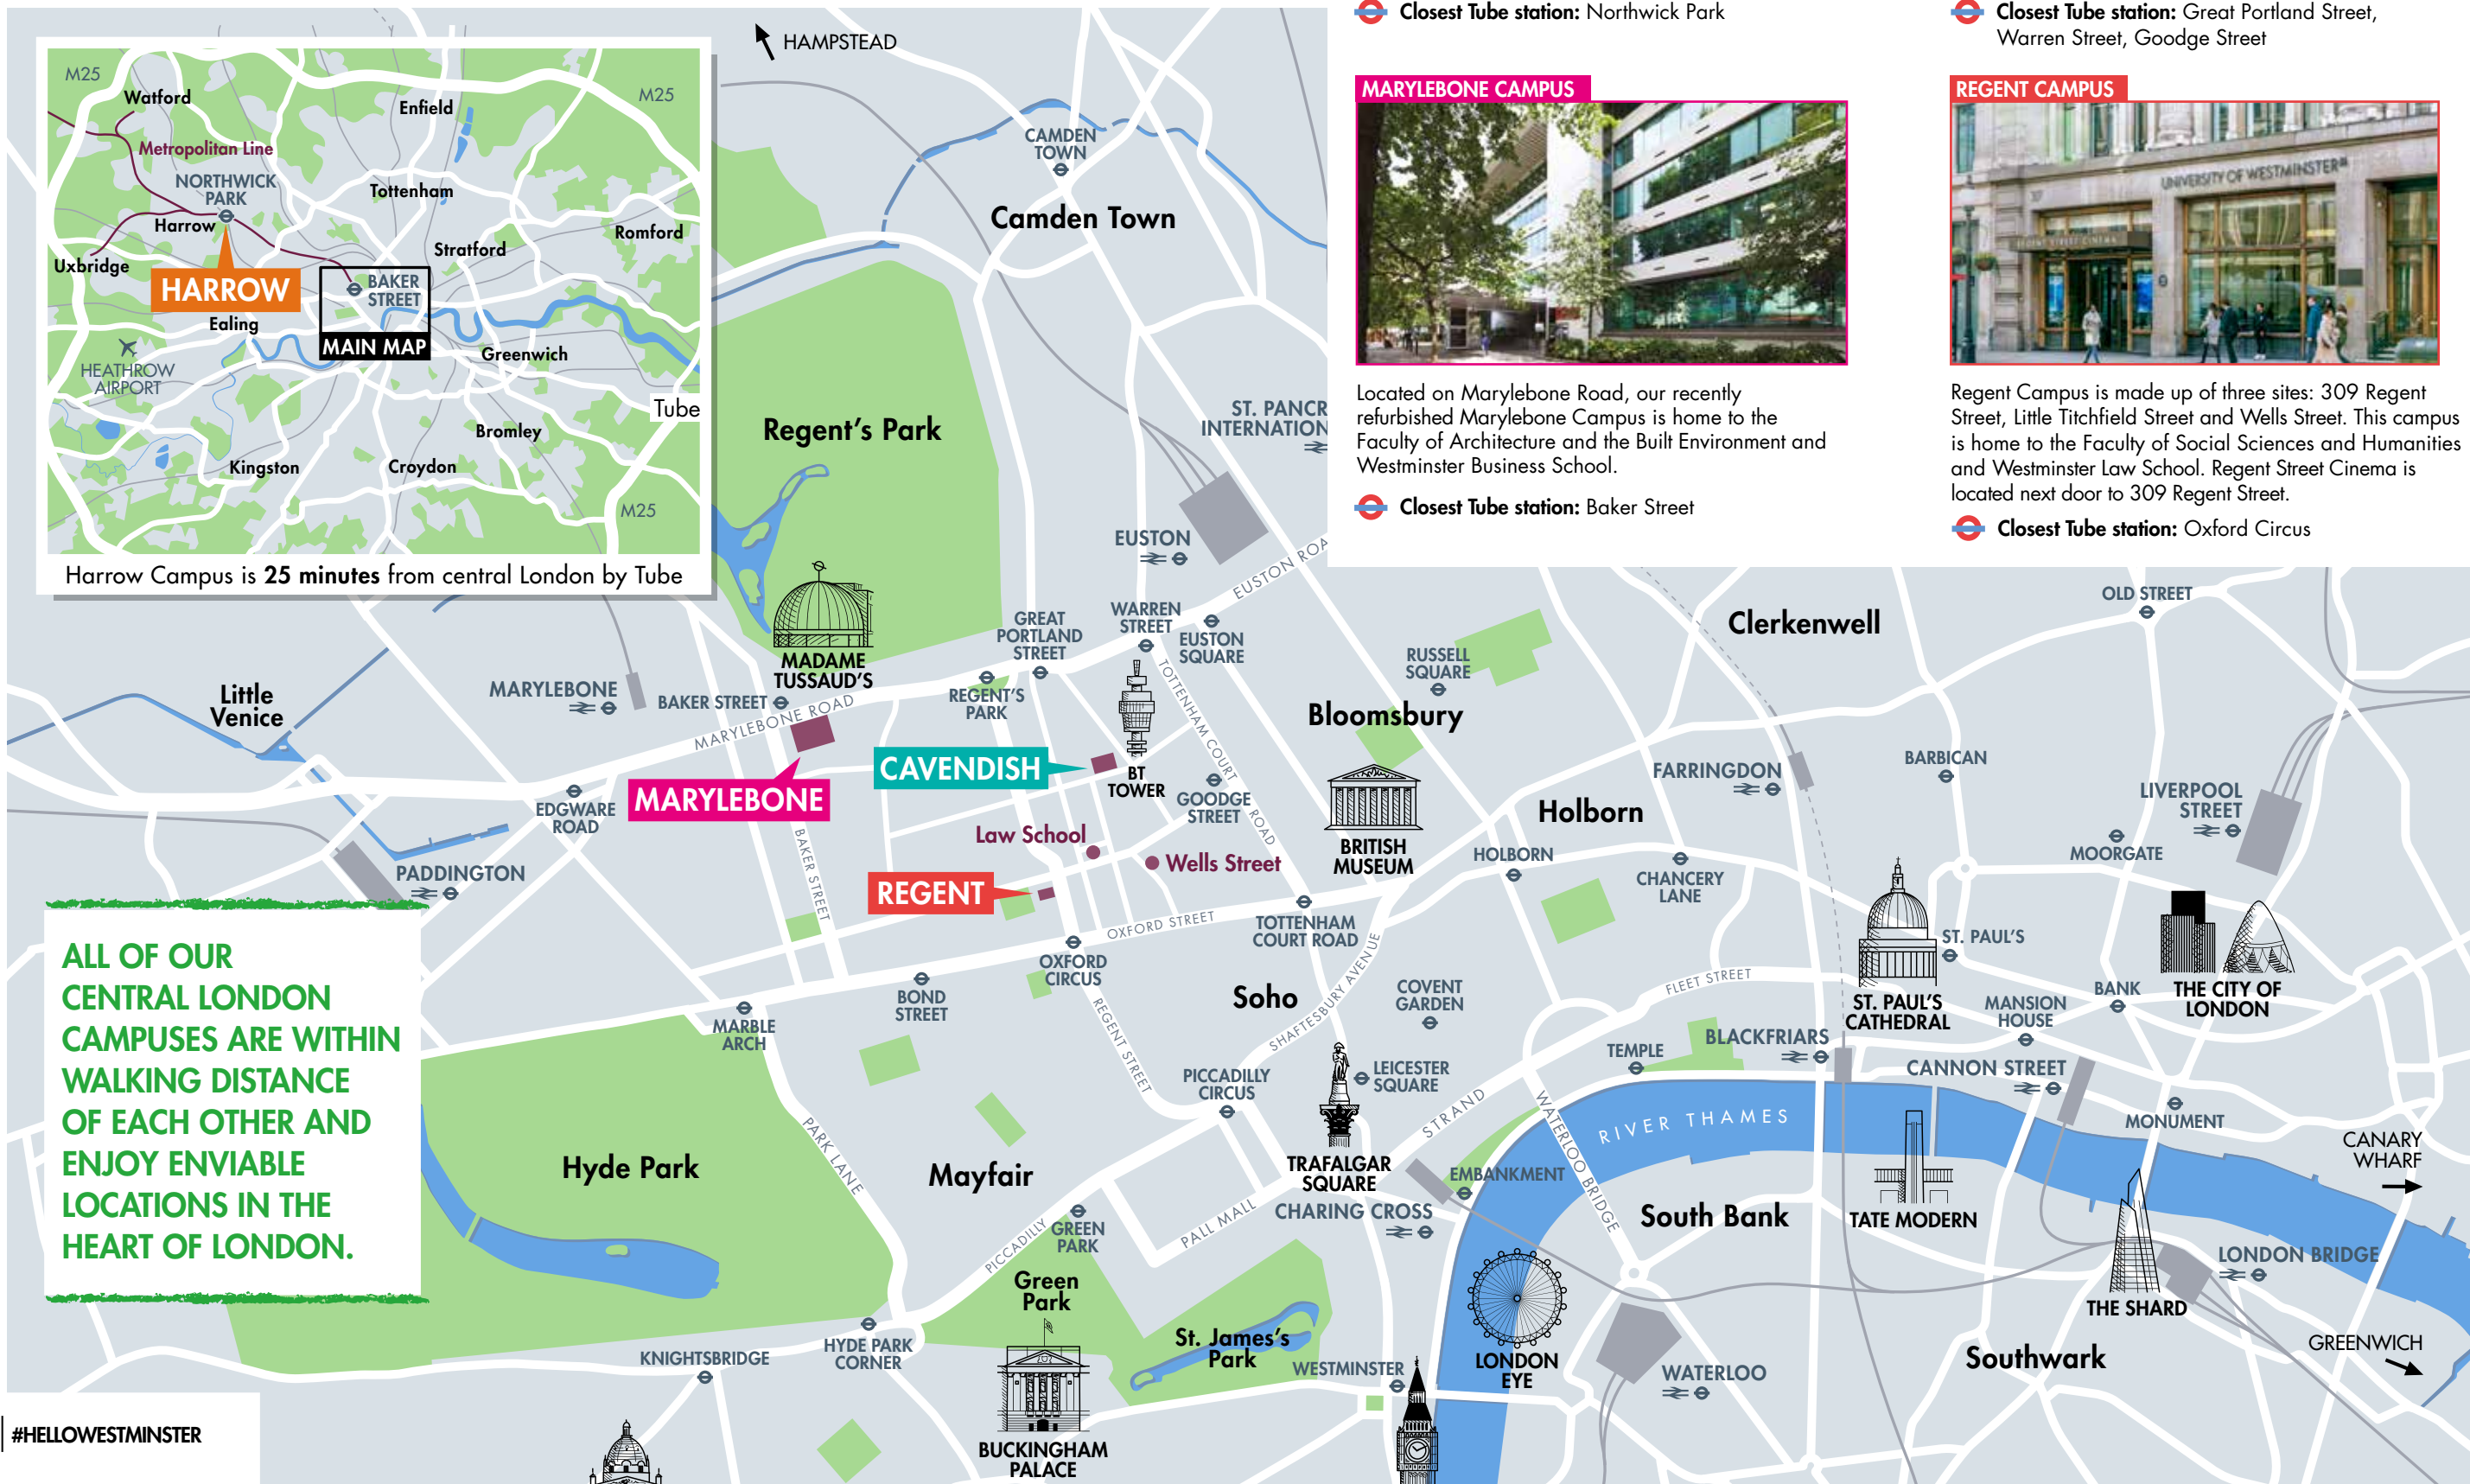 HAMPSTEAD
Closest Tube station: Northwick Park
Closest Tube station: Great Portland Street,
Warren Street, Goodge Street
M25
Watford
Enfield
M25
Metropolitan Line
NORTHWICK
PARK
Tottenham
Harrow
Romford
Stratford
Uxbridge
HARROW
BAKER
STREET
Ealing
MAIN MAP
Greenwich
HEATHROW
AIRPORT
Tube
Bromley
Kingston
Croydon
M25
Harrow Campus is 25 minutes from central London by Tube
MARYLEBONE CAMPUS
Located on Marylebone Road, our recently
refurbished Marylebone Campus is home to the
Faculty of Architecture and the Built Environment and
Westminster Business School.
Closest Tube station: Baker Street
REGENT CAMPUS
UNIVERSITY OF WESTMINSTER
Regent Campus is made up of three sites: 309 Regent
Street, Little Titchfield Street and Wells Street. This campus
is home to the Faculty of Social Sciences and Humanities
and Westminster Law School. Regent Street Cinema is
located next door to 309 Regent Street.
Closest Tube station: Oxford Circus
CAMDEN
TOWN
Camden Town
Regent's Park
ST. PANCR
INTERNATION
EUSTON
EUSTON ROA
WARREN
STREET
EUSTON
SQUARE
GREAT
PORTLAND
STREET
REGENT'S
PARK
MADAME
TUSSAUD'S
BAKER STREET
MARYLEBONE ROAD
MARYLEBONE
Little
Venice
MARYLEBONE
CAVENDISH
BT
TOWER
TOTTENHAM COURT ROAD
GOODGE
STREET
RUSSELL
SQUARE
Bloomsbury
Clerkenwell
OLD STREET
BARBICAN
FARRINGDON
LIVERPOOL
STREET
MOORGATE
Holborn
HOLBORN
CHANCERY
LANE
BRITISH
MUSEUM
EDGWARE
ROAD
PADDINGTON
BAKER STREET
Law School
Wells Street
REGENT
OXFORD STREET
TOTTENHAM
COURT ROAD
OXFORD
CIRCUS
BOND
STREET
MARBLE
ARCH
REGENT STREET
Soho
SHAFTESBURY AVENUE
COVENT
GARDEN
LEICESTER
SQUARE
PICCADILLY
CIRCUS
FLEET STREET
ST. PAUL'S
ST. PAUL'S
CATHEDRAL
MANSION
HOUSE
BANK
THE CITY OF
LONDON
TEMPLE
BLACKFRIARS
CANNON STREET
MONUMENT
CANARY
WHARF
STRAND
WATERLOO BRIDGE
RIVER THAMES
TRAFALGAR
SQUARE
EMBANKMENT
CHARING CROSS
South Bank
TATE MODERN
THE SHARD
LONDON BRIDGE
GREENWICH
Southwark
WATERLOO
LONDON
EYE
WESTMINSTER
ALL OF OUR
CENTRAL LONDON
CAMPUSES ARE WITHIN
WALKING DISTANCE
OF EACH OTHER AND
ENJOY ENVIABLE
LOCATIONS IN THE
HEART OF LONDON.
Hyde Park
PARK LANE
Mayfair
PICCADILLY
PALL MALL
GREEN
PARK
Green
Park
St. James's
Park
HYDE PARK
CORNER
KNIGHTSBRIDGE
BUCKINGHAM
PALACE
#HELLOWESTMINSTER